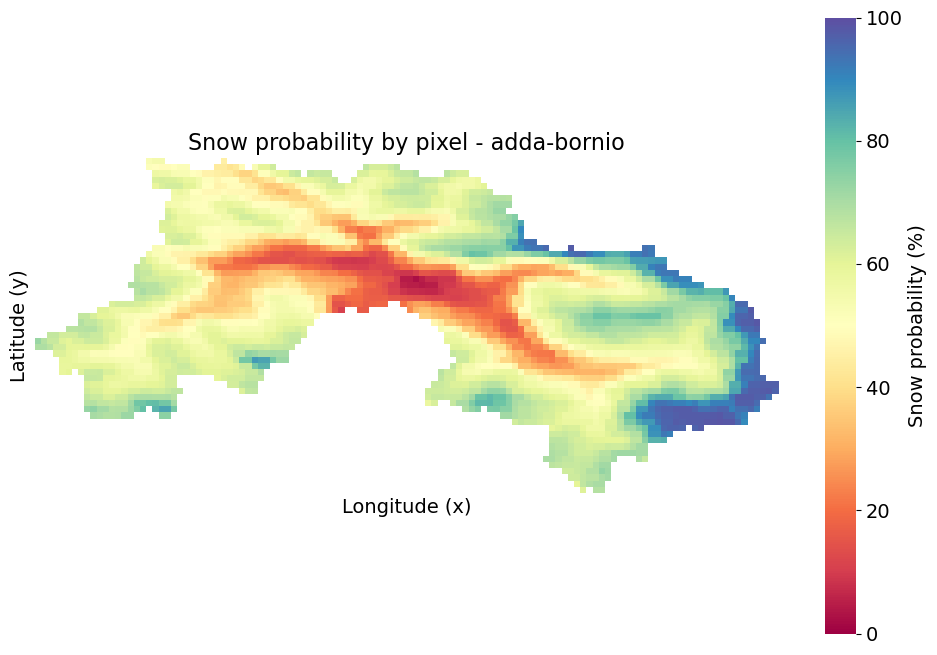 Snow probability by pixel - adda-bornio
Latitude (y)
Longitude (x)
100
80
60
40
20
0
Snow probability (%)